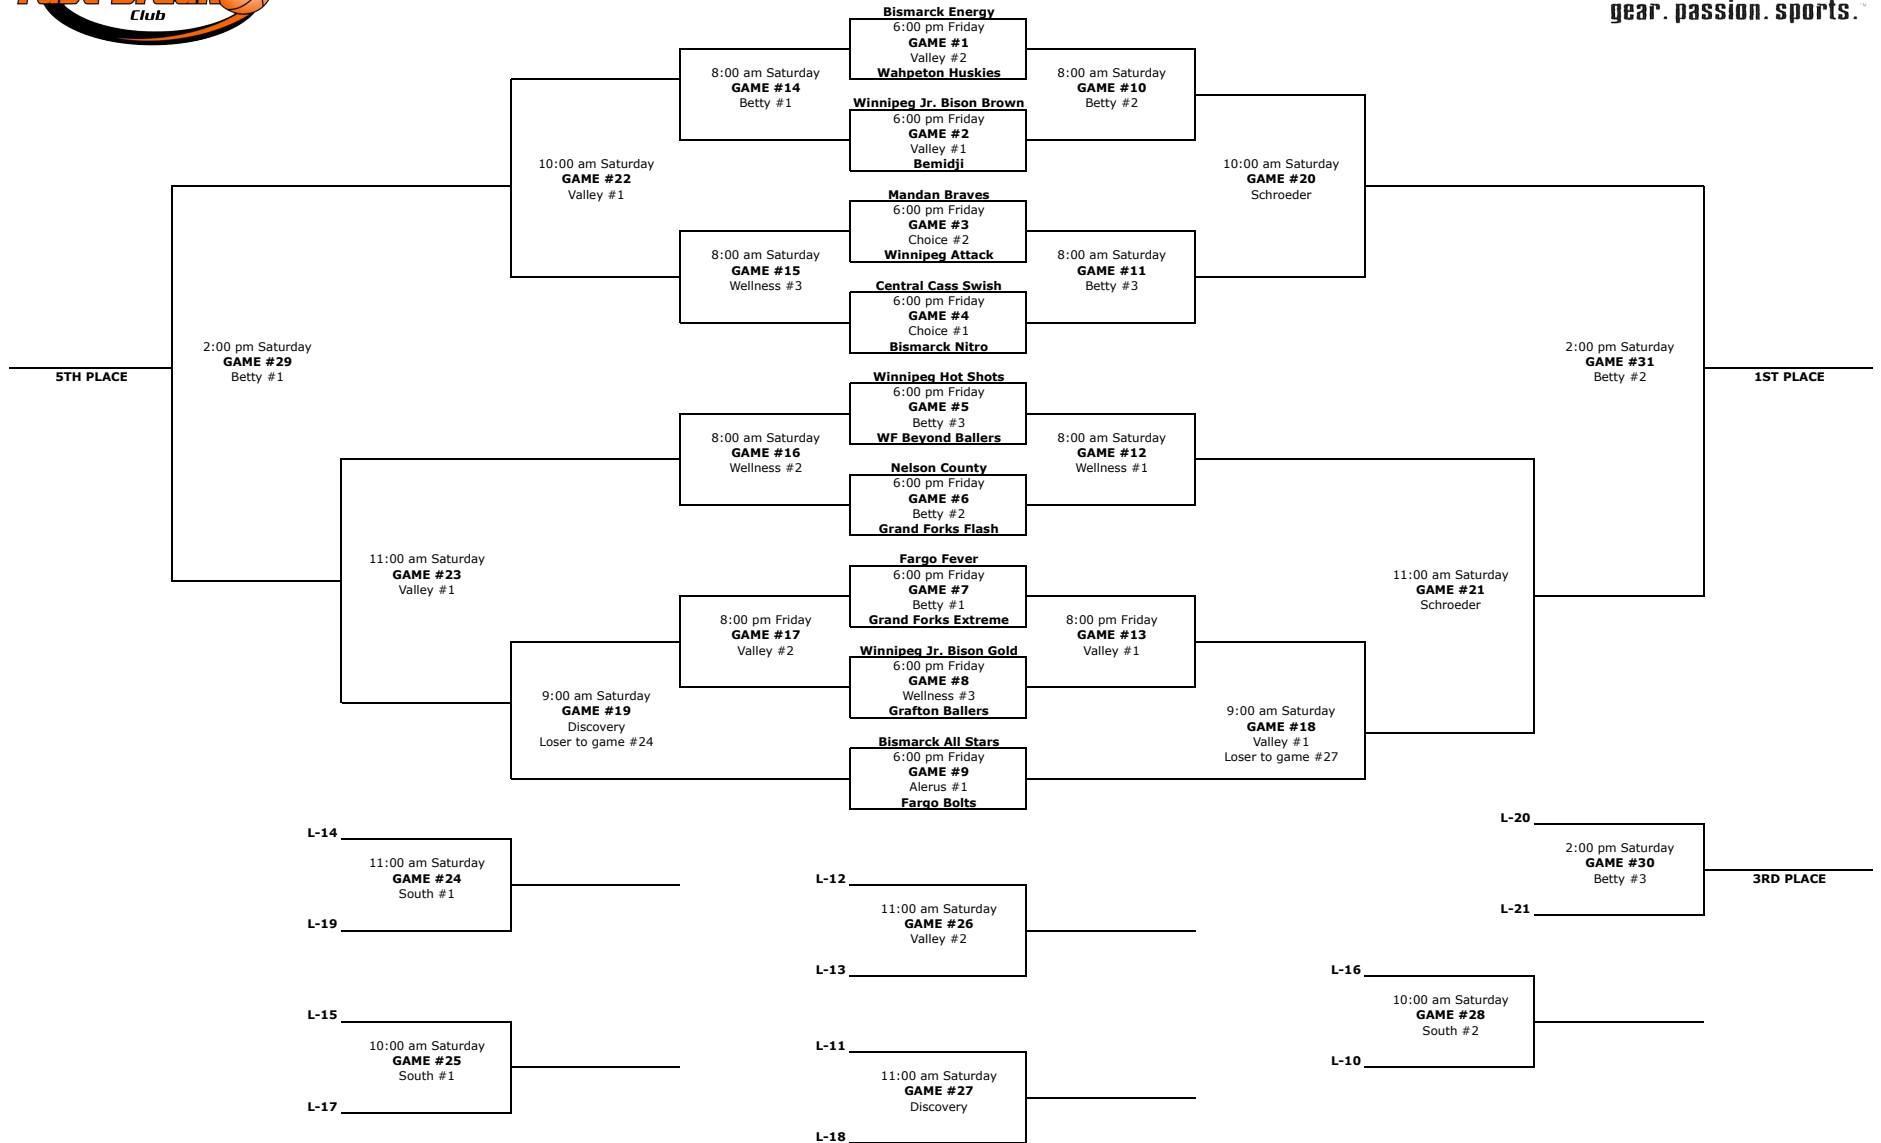 Club
gear. passion. sports.
Bismarck Energy
6:00 pm Friday
GAME #1
Valley #2
Wahpeton Huskies
8:00 am Saturday
GAME #14
Betty #1
8:00 am Saturday
GAME #10
Betty #2
Winnipeg Jr. Bison Brown
6:00 pm Friday
GAME #2
Valley #1
Bemidji
10:00 am Saturday
GAME #22
Valley #1
10:00 am Saturday
GAME #20
Schroeder
Mandan Braves
6:00 pm Friday
GAME #3
Choice #2
Winnipeg Attack
8:00 am Saturday
GAME #15
Wellness #3
8:00 am Saturday
GAME #11
Betty #3
Central Cass Swish
6:00 pm Friday
GAME #4
Choice #1
Bismarck Nitro
2:00 pm Saturday
GAME #29
Betty #1
5TH PLACE
2:00 pm Saturday
GAME #31
Betty #2
1ST PLACE
Winnipeg Hot Shots
6:00 pm Friday
GAME #5
Betty #3
WF Beyond Ballers
8:00 am Saturday
GAME #16
Wellness #2
8:00 am Saturday
GAME #12
Wellness #1
Nelson County
6:00 pm Friday
GAME #6
Betty #2
Grand Forks Flash
11:00 am Saturday
GAME #23
Valley #1
11:00 am Saturday
GAME #21
Schroeder
Fargo Fever
6:00 pm Friday
GAME #7
Betty #1
Grand Forks Extreme
8:00 pm Friday
GAME #17
Valley #2
8:00 pm Friday
GAME #13
Valley #1
Winnipeg Jr. Bison Gold
6:00 pm Friday
GAME #8
Wellness #3
Grafton Ballers
9:00 am Saturday
GAME #19
Discovery
Loser to game #24
9:00 am Saturday
GAME #18
Valley #1
Loser to game #27
Bismarck All Stars
6:00 pm Friday
GAME #9
Alerus #1
Fargo Bolts
L-14
11:00 am Saturday
GAME #24
South #1
L-19
L-12
11:00 am Saturday
GAME #26
Valley #2
L-13
L-20
2:00 pm Saturday
GAME #30
Betty #3
3RD PLACE
L-21
L-15
10:00 am Saturday
GAME #25
South #1
L-17
L-11
11:00 am Saturday
GAME #27
Discovery
L-18
L-16
10:00 am Saturday
GAME #28
South #2
L-10